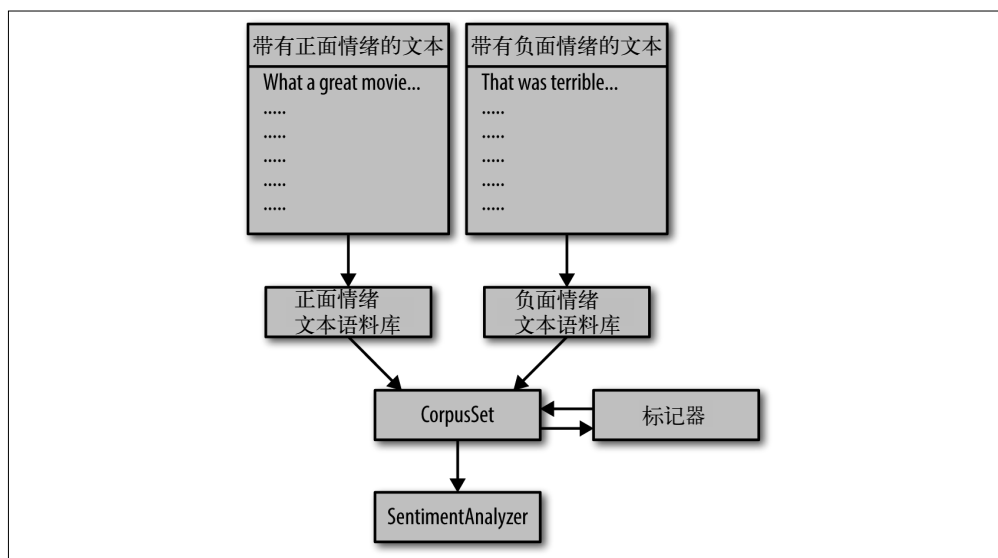 带有正面情绪的文本
What a great movie...
.....
.....
.....
.....
.....
带有负面情绪的文本
That was terrible...
.....
.....
.....
.....
.....
正面情绪
文本语料库
负面情绪
文本语料库
CorpusSet
标记器
SentimentAnalyzer